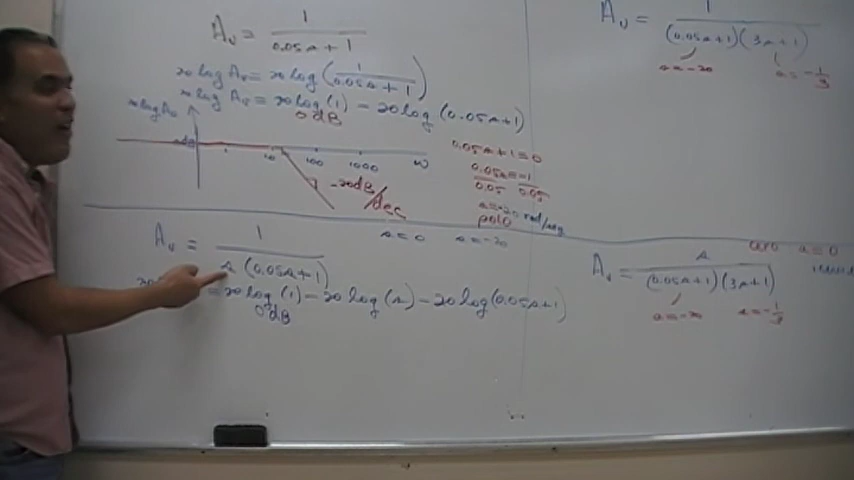 Av = 1 / (0.05s + 1)
20 log Av = 20 log (1 / (0.05s + 1))
20 log Av = 20 log (1) - 20 log (0.05s + 1)
0 dB
20 log Av
0dB 1 10 100 1000 w
-20dB/dec
0.05s + 1 = 0
0.05s = -1
0.05 0.05
s = -20 rad/seg
polo
Av = 1 / (s (0.05s + 1))
s = 0 s = -20
= 20 log (1) - 20 log (s) - 20 log (0.05s + 1)
0 dB
Av = 1 / ((0.05s + 1) (3s + 1))
s = -20 s = -1/3
Av = s / ((0.05s + 1) (3s + 1))
cero s = 0
s = -20 s = -1/3